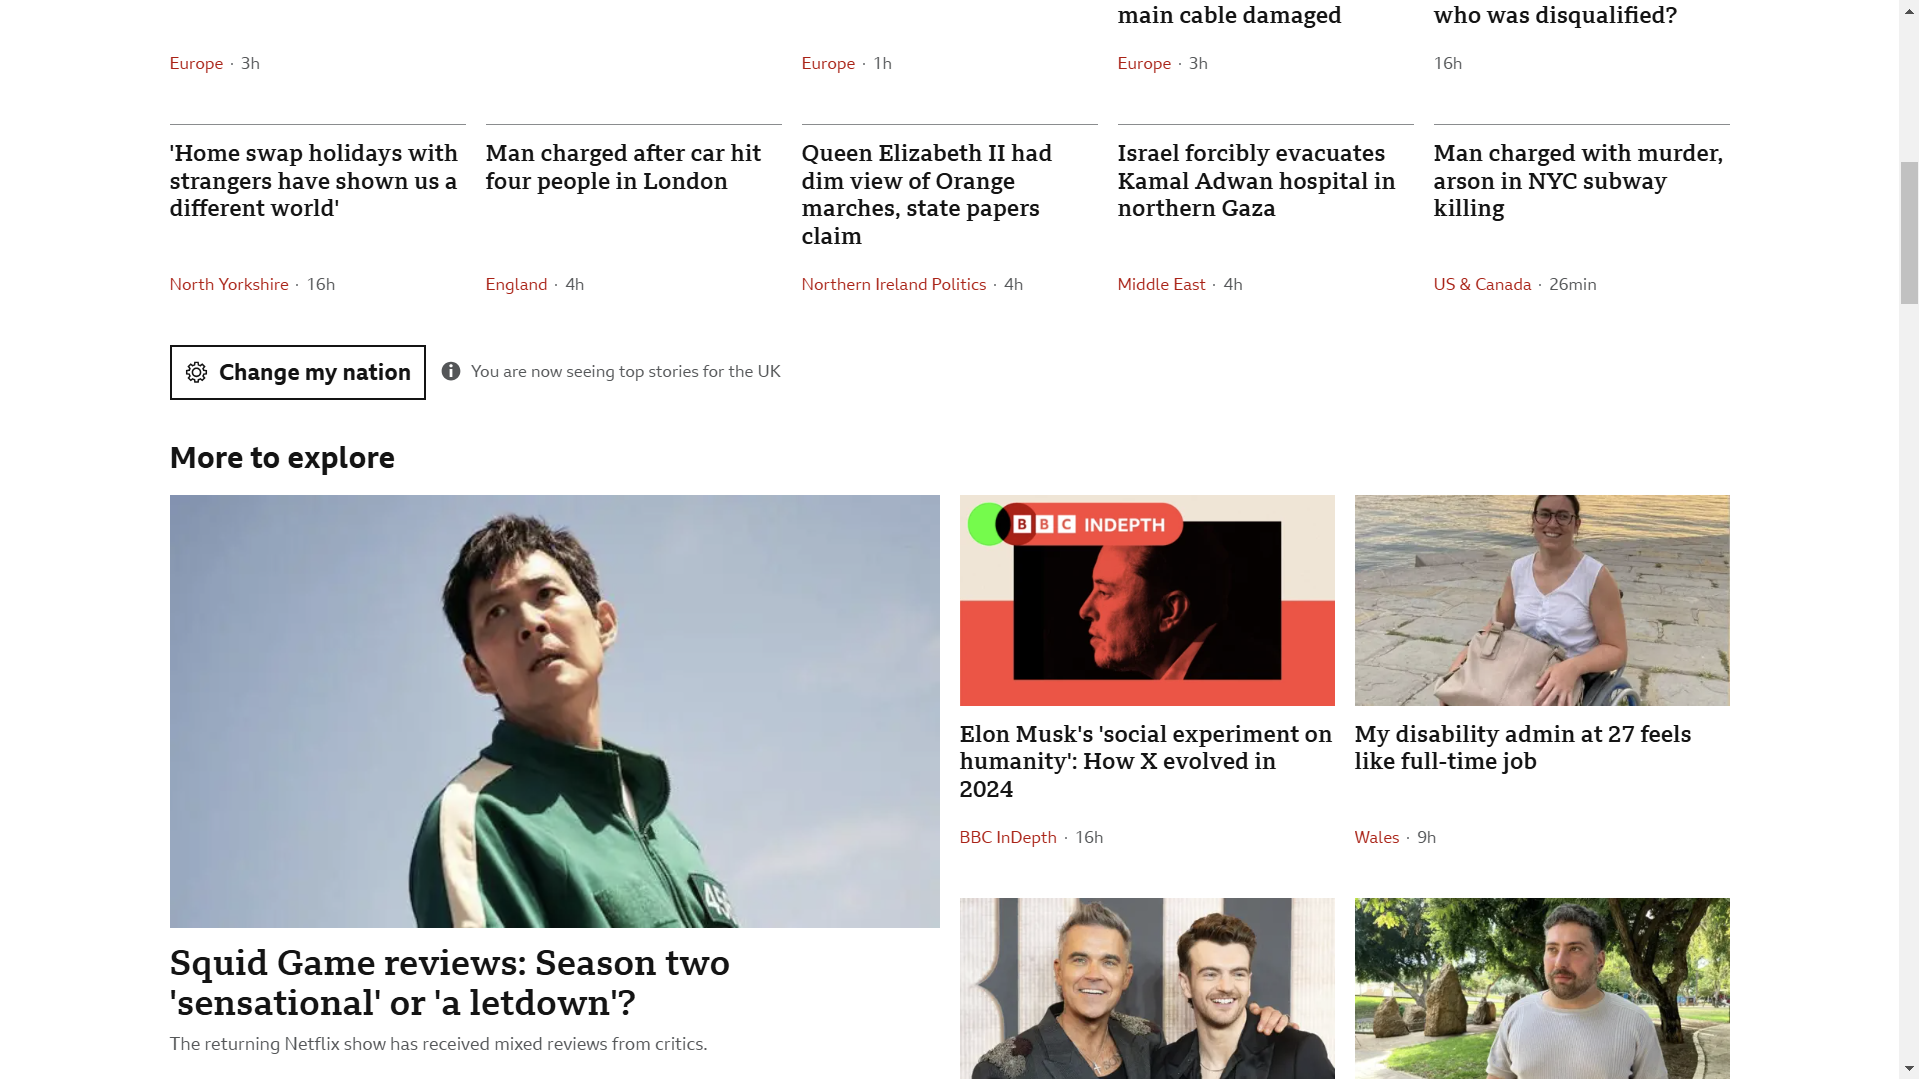 main cable damaged
who was disqualified?
Europe · 3h
Europe · 1h
Europe · 3h
16h
'Home swap holidays with
strangers have shown us a
different world'
North Yorkshire · 16h
Man charged after car hit
four people in London
England · 4h
Queen Elizabeth II had
dim view of Orange
marches, state papers
claim
Northern Ireland Politics · 4h
Israel forcibly evacuates
Kamal Adwan hospital in
northern Gaza
Middle East · 4h
Man charged with murder,
arson in NYC subway
killing
US & Canada · 26min
Change my nation
You are now seeing top stories for the UK
More to explore
Squid Game reviews: Season two
'sensational' or 'a letdown'?
The returning Netflix show has received mixed reviews from critics.
BBC INDEPTH
Elon Musk's 'social experiment on
humanity': How X evolved in
2024
BBC InDepth · 16h
My disability admin at 27 feels
like full-time job
Wales · 9h